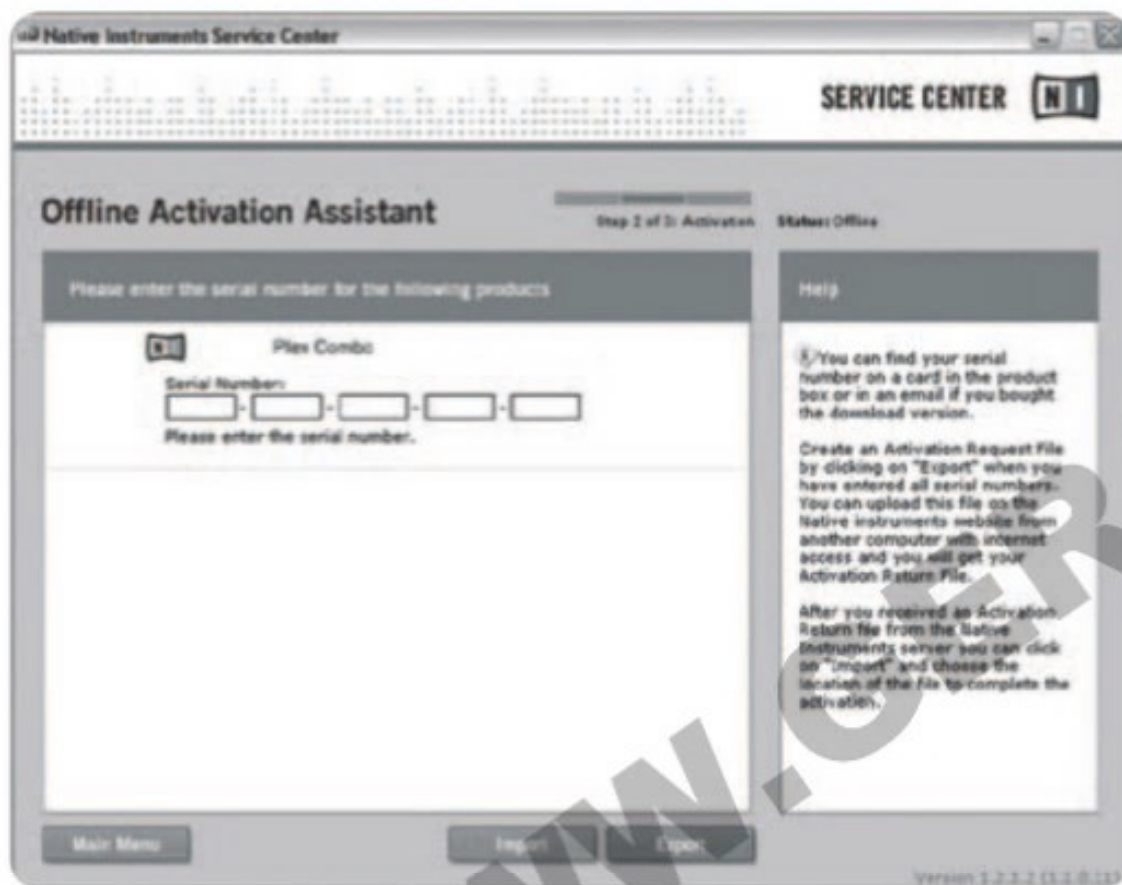 Native Instruments Service Center
SERVICE CENTER NI
Offline Activation Assistant
Step 2 of 3: Activation
Status: Offline
Please enter the serial number for the following products
NI Plex Combo
Serial Number:
- - - -
Please enter the serial number.
Help
You can find your serial
number on a card in the product
box or in an email if you bought
the download version.
Create an Activation Request File
by clicking on "Export" when you
have entered all serial numbers.
You can upload this file on the
Native instruments website from
another computer with internet
access and you will get your
Activation Return File.
After you received an Activation
Return file from the Native
Instruments server you can click
on "Import" and choose the
location of the file to complete the
activation.
Main Menu
Import
Export
Version